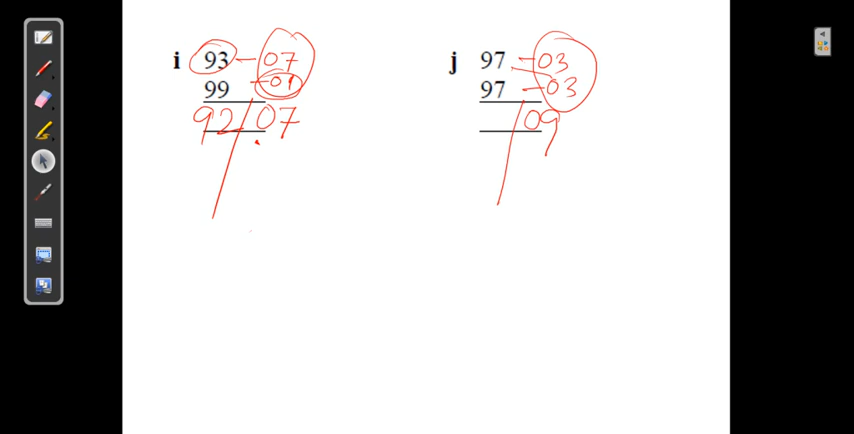 i 93 - 07
99 - 01
92/07
j 97 - 03
97 - 03
/09